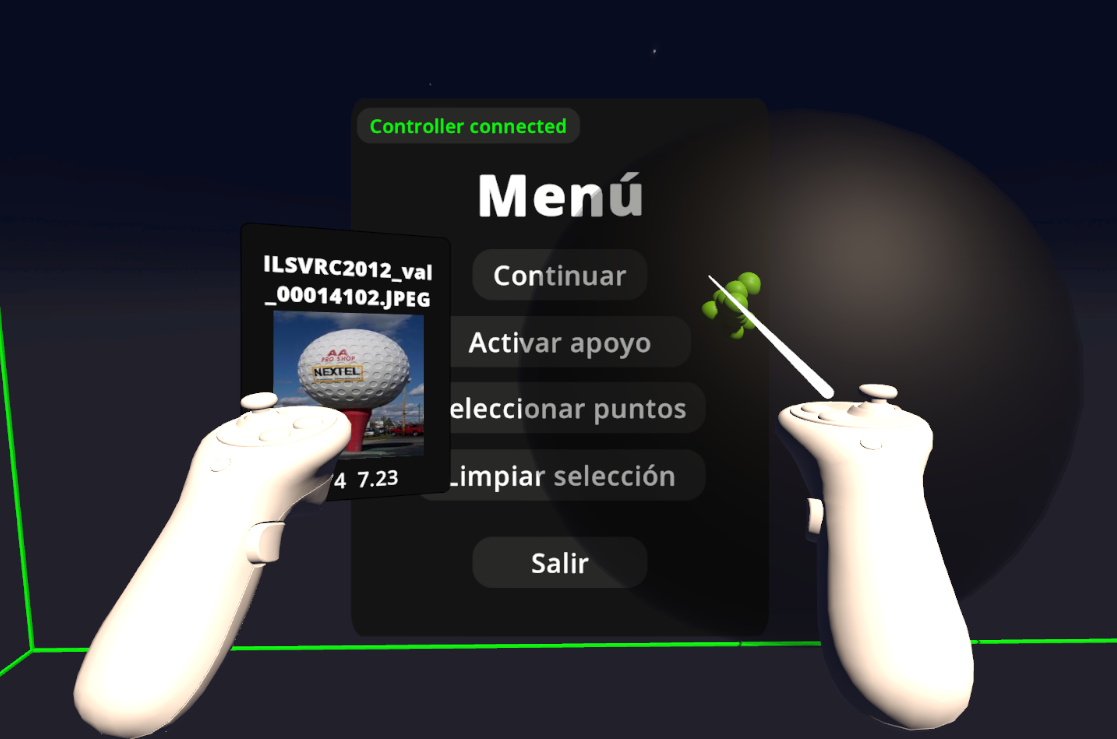 Controller connected
Menú
Continuar
Activar apoyo
eleccionar puntos
Limpiar selección
Salir
ILSVRC2012_val
_00014102.JPEG
AA
PRO SHOP
NEXTEL
4 7.23